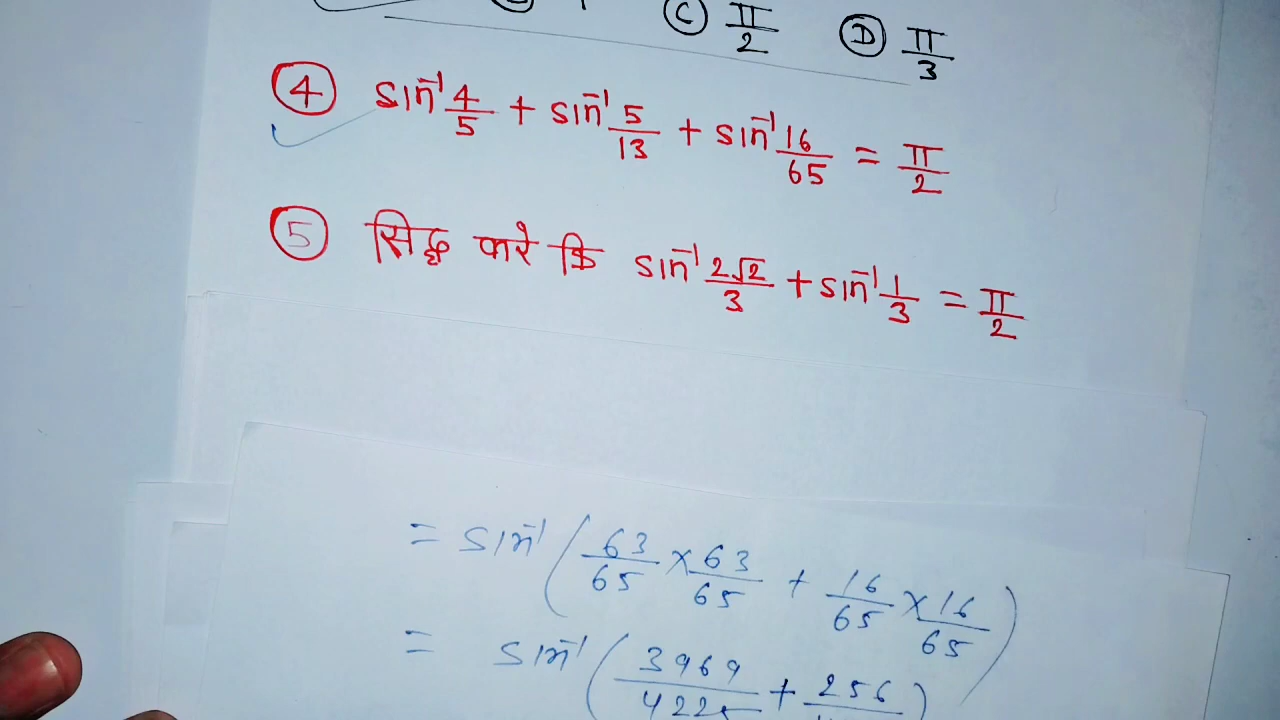 Ⓒ π/2 Ⓓ π/3
④ sin⁻¹ 4/5 + sin⁻¹ 5/13 + sin⁻¹ 16/65 = π/2
⑤ सिद्ध करे कि sin⁻¹ 2√2/3 + sin⁻¹ 1/3 = π/2
= sin⁻¹ (63/65 × 63/65 + 16/65 × 16/65)
= sin⁻¹ (3969/4225 + 256/